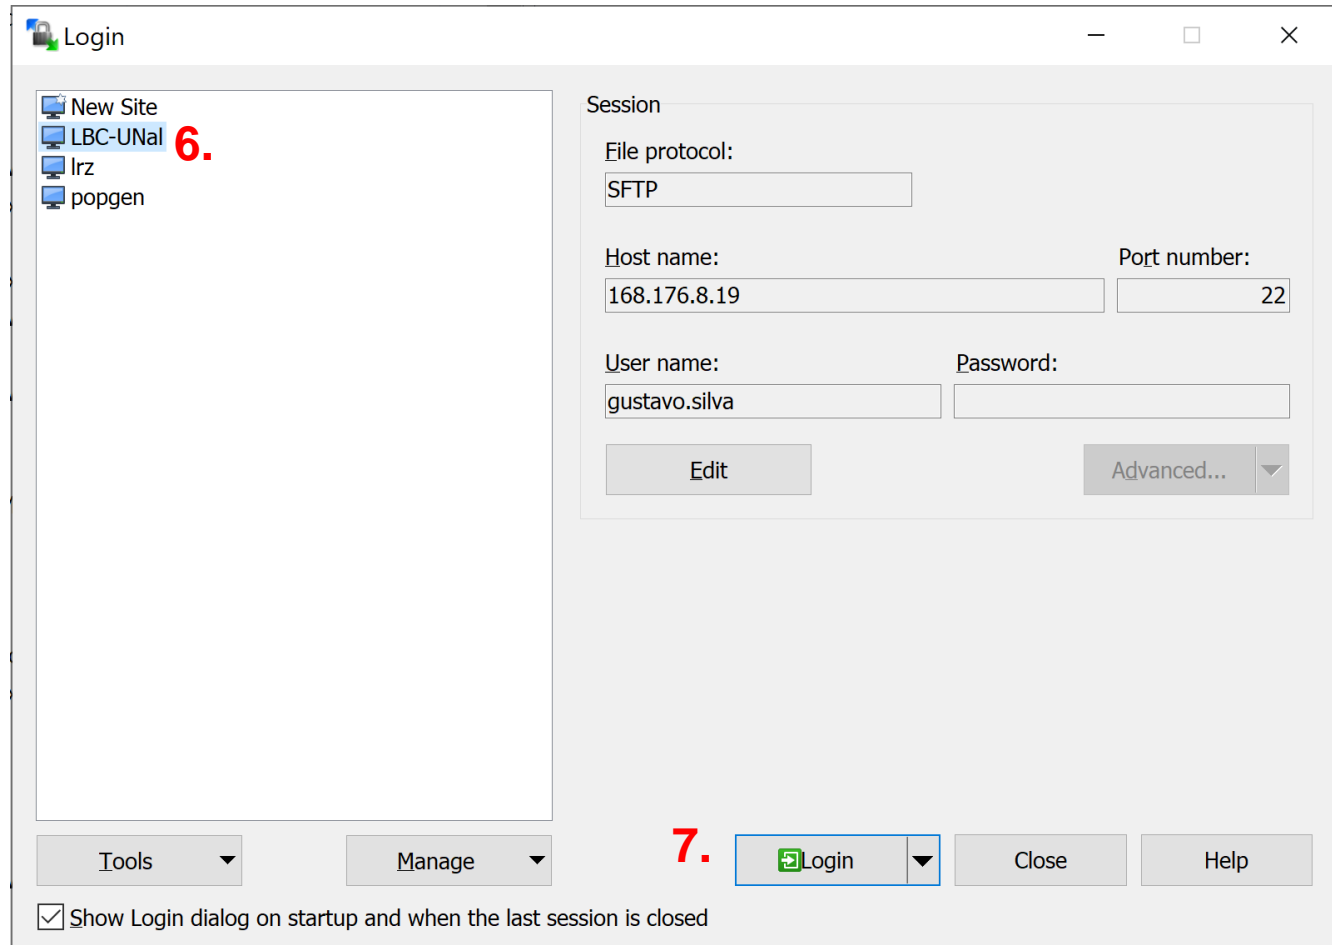 Login
New Site
LBC-UNal
6.
lrz
popgen
Session
File protocol:
SFTP
Host name:
Port number:
168.176.8.19
22
User name:
Password:
gustavo.silva
Edit
Advanced...
Tools
Manage
7.
Login
Close
Help
Show Login dialog on startup and when the last session is closed